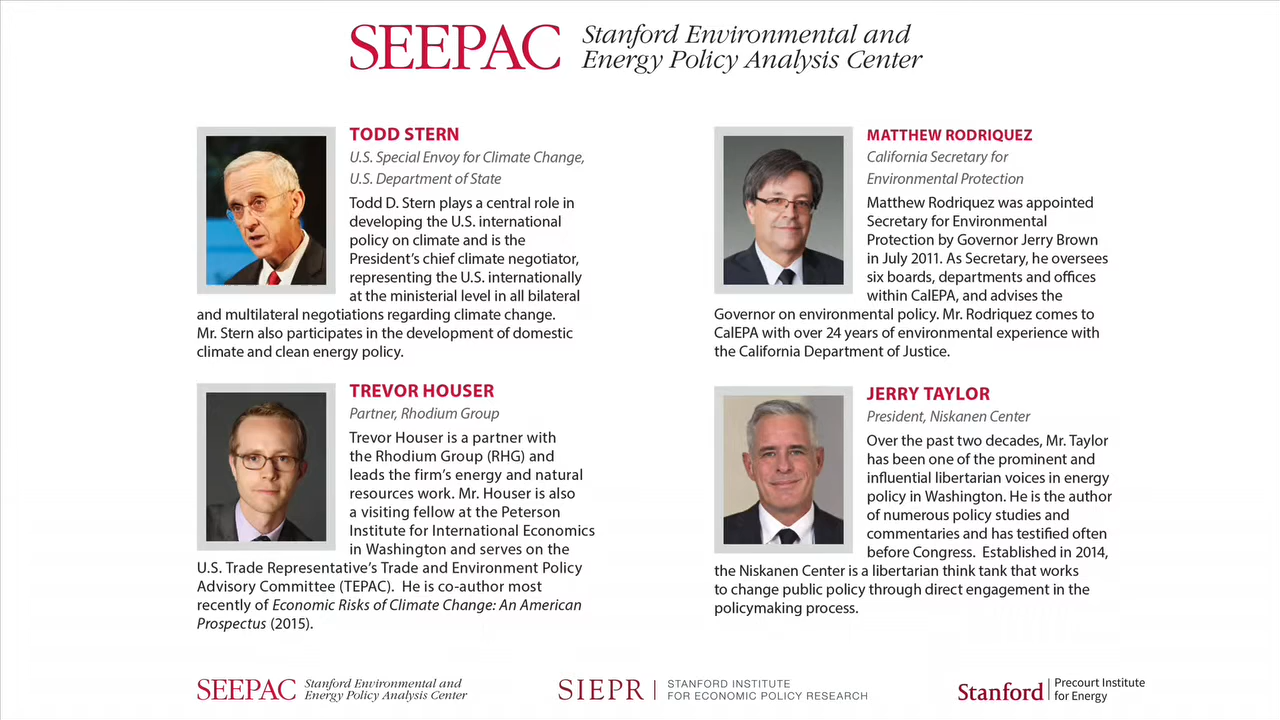 SEEPAC Stanford Environmental and
Energy Policy Analysis Center
TODD STERN
U.S. Special Envoy for Climate Change,
U.S. Department of State
Todd D. Stern plays a central role in
developing the U.S. international
policy on climate and is the
President's chief climate negotiator,
representing the U.S. internationally
at the ministerial level in all bilateral
and multilateral negotiations regarding climate change.
Mr. Stern also participates in the development of domestic
climate and clean energy policy.
MATTHEW RODRIQUEZ
California Secretary for
Environmental Protection
Matthew Rodriquez was appointed
Secretary for Environmental
Protection by Governor Jerry Brown
in July 2011. As Secretary, he oversees
six boards, departments and offices
within CalEPA, and advises the
Governor on environmental policy. Mr. Rodriquez comes to
CalEPA with over 24 years of environmental experience with
the California Department of Justice.
TREVOR HOUSER
Partner, Rhodium Group
Trevor Houser is a partner with
the Rhodium Group (RHG) and
leads the firm's energy and natural
resources work. Mr. Houser is also
a visiting fellow at the Peterson
Institute for International Economics
in Washington and serves on the
U.S. Trade Representative's Trade and Environment Policy
Advisory Committee (TEPAC). He is co-author most
recently of Economic Risks of Climate Change: An American
Prospectus (2015).
JERRY TAYLOR
President, Niskanen Center
Over the past two decades, Mr. Taylor
has been one of the prominent and
influential libertarian voices in energy
policy in Washington. He is the author
of numerous policy studies and
commentaries and has testified often
before Congress. Established in 2014,
the Niskanen Center is a libertarian think tank that works
to change public policy through direct engagement in the
policymaking process.
SEEPAC Stanford Environmental and
Energy Policy Analysis Center
SIEPR STANFORD INSTITUTE
FOR ECONOMIC POLICY RESEARCH
Stanford Precourt Institute
for Energy